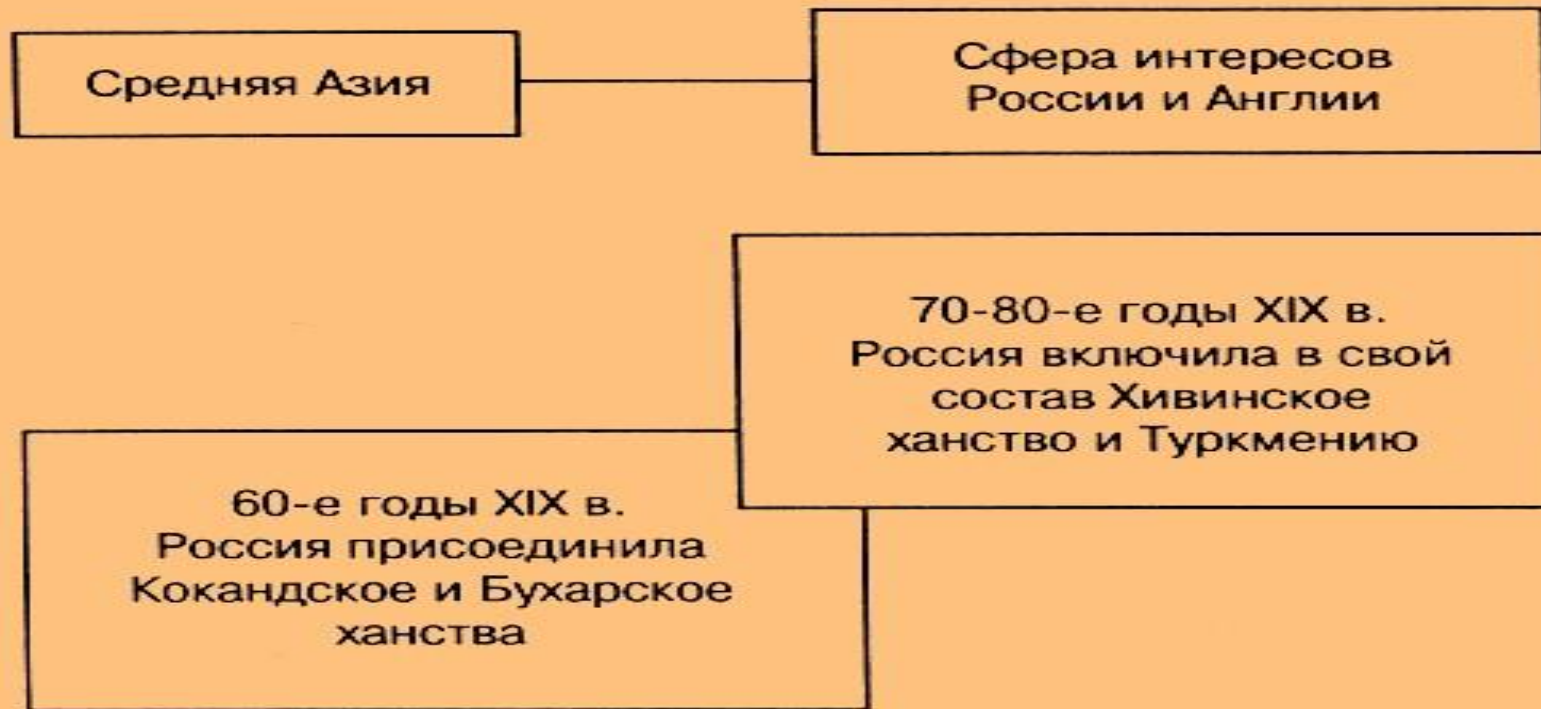 Средняя Азия
Сфера интересов
России и Англии
70-80-е годы XIX в.
Россия включила в свой
состав Хивинское
ханство и Туркмению
60-е годы XIX в.
Россия присоединила
Кокандское и Бухарское
ханства